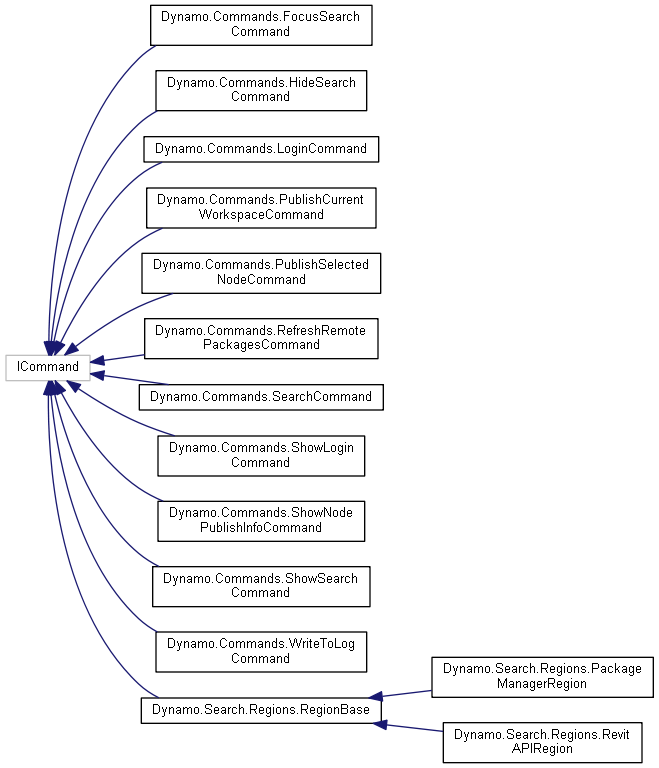 Dynamo.Commands.FocusSearch
Command
Dynamo.Commands.HideSearch
Command
Dynamo.Commands.LoginCommand
Dynamo.Commands.PublishCurrent
WorkspaceCommand
Dynamo.Commands.PublishSelected
NodeCommand
Dynamo.Commands.RefreshRemote
PackagesCommand
ICommand
Dynamo.Commands.SearchCommand
Dynamo.Commands.ShowLogin
Command
Dynamo.Commands.ShowNode
PublishInfoCommand
Dynamo.Commands.ShowSearch
Command
Dynamo.Commands.WriteToLog
Command
Dynamo.Search.Regions.RegionBase
Dynamo.Search.Regions.Package
ManagerRegion
Dynamo.Search.Regions.Revit
APIRegion